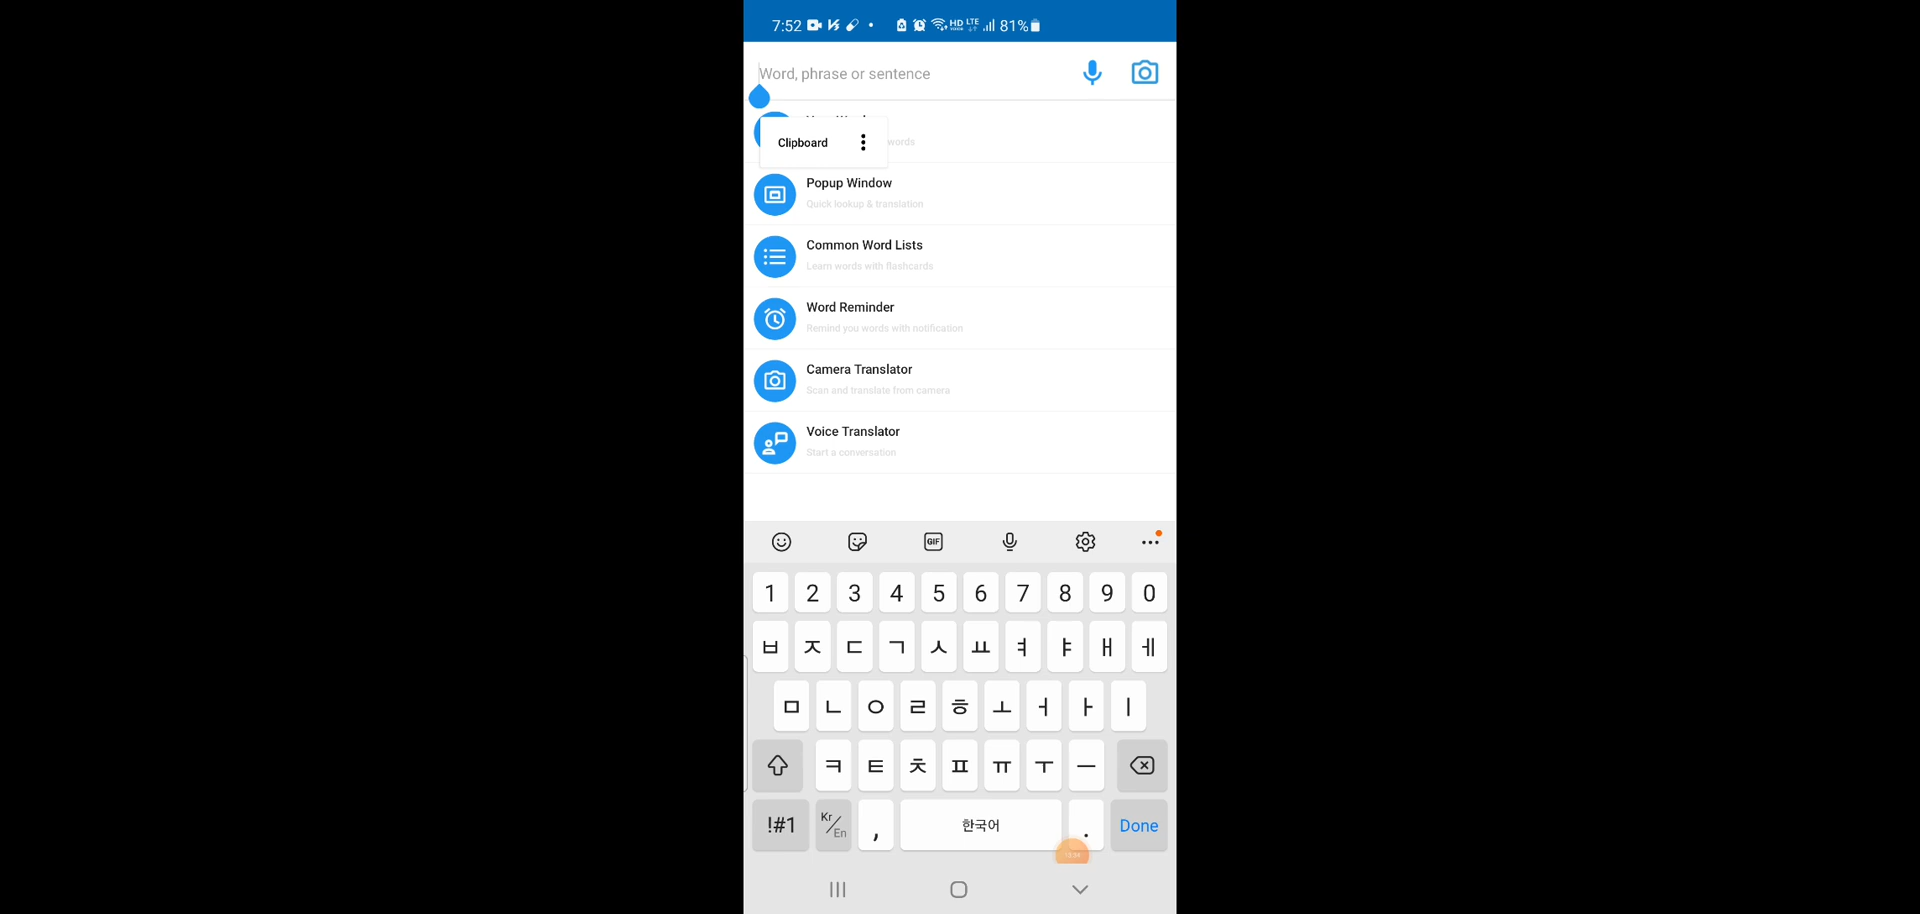 7:52 HD VOICE LTE 81%
Word, phrase or sentence
Clipboard
words
Popup Window
Quick lookup & translation
Common Word Lists
Learn words with flashcards
Word Reminder
Remind you words with notification
Camera Translator
Scan and translate from camera
Voice Translator
Start a conversation
GIF
1 2 3 4 5 6 7 8 9 0
ㅂ ㅈ ㄷ ㄱ ㅅ ㅛ ㅕ ㅑ ㅐ ㅔ
ㅁ ㄴ ㅇ ㄹ ㅎ ㅗ ㅓ ㅏ ㅣ
ㅋ ㅌ ㅊ ㅍ ㅠ ㅜ ㅡ
!#1 Kr/En , 한국어 . Done